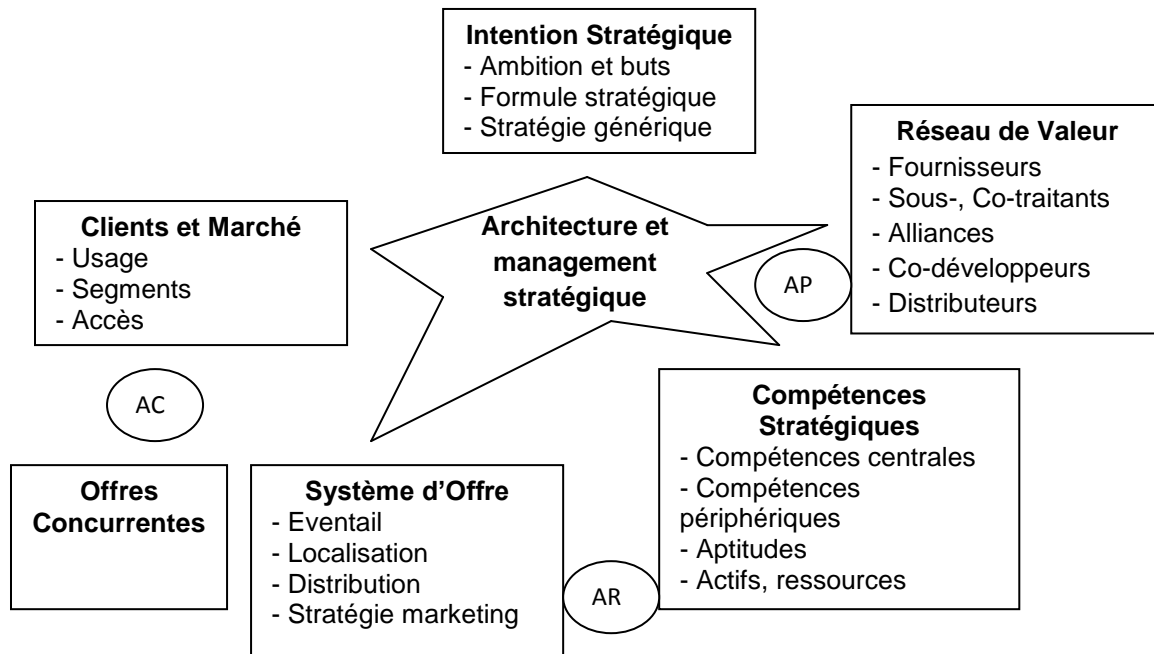 Intention Stratégique
- Ambition et buts
- Formule stratégique
- Stratégie générique
Réseau de Valeur
- Fournisseurs
- Sous-, Co-traitants
- Alliances
- Co-développeurs
- Distributeurs
Clients et Marché
- Usage
- Segments
- Accès
Architecture et
management
stratégique
AP
AC
Compétences
Stratégiques
- Compétences centrales
- Compétences
périphériques
- Aptitudes
- Actifs, ressources
Offres
Concurrentes
Système d’Offre
- Eventail
- Localisation
- Distribution
- Stratégie marketing
AR